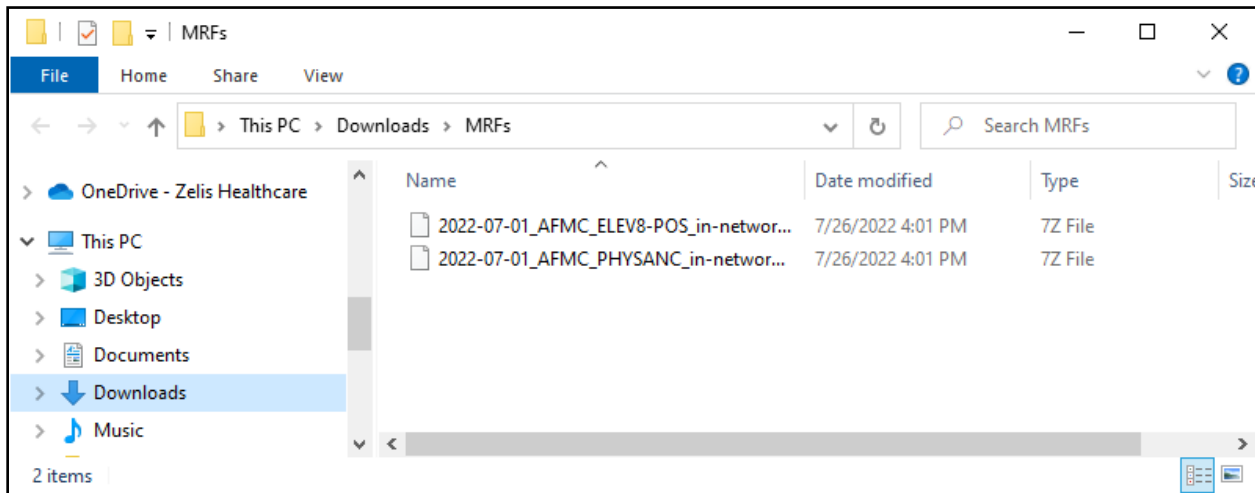 MRFs
File Home Share View
This PC > Downloads > MRFs
Search MRFs
OneDrive - Zelis Healthcare
This PC
3D Objects
Desktop
Documents
Downloads
Music
Name Date modified Type Size
2022-07-01_AFMC_ELEV8-POS_in-networ... 7/26/2022 4:01 PM 7Z File
2022-07-01_AFMC_PHYSANC_in-networ... 7/26/2022 4:01 PM 7Z File
2 items